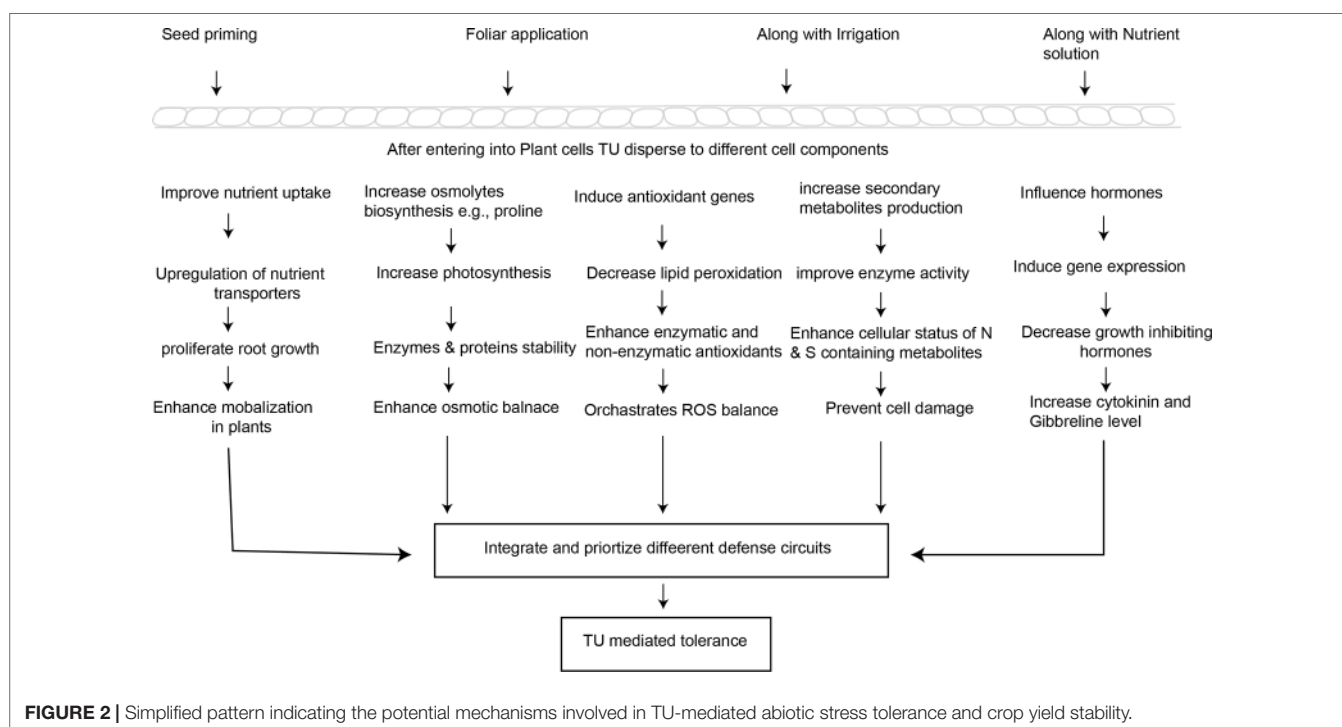 Seed priming
Foliar application
Along with Irrigation
Along with Nutrient
solution
After entering into Plant cells TU disperse to different cell components
Improve nutrient uptake
Upregulation of nutrient
transporters
proliferate root growth
Enhance mobalization
in plants
Increase osmolytes
biosynthesis e.g., proline
Increase photosynthesis
Enzymes & proteins stability
Enhance osmotic balnace
Induce antioxidant genes
Decrease lipid peroxidation
Enhance enzymatic and
non-enzymatic antioxidants
Orchastrates ROS balance
increase secondary
metabolites production
improve enzyme activity
Enhance cellular status of N
& S containing metabolites
Prevent cell damage
Influence hormones
Induce gene expression
Decrease growth inhibiting
hormones
Increase cytokinin and
Gibbreline level
Integrate and priortize differeent defense circuits
TU mediated tolerance
FIGURE 2 | Simplified pattern indicating the potential mechanisms involved in TU-mediated abiotic stress tolerance and crop yield stability.